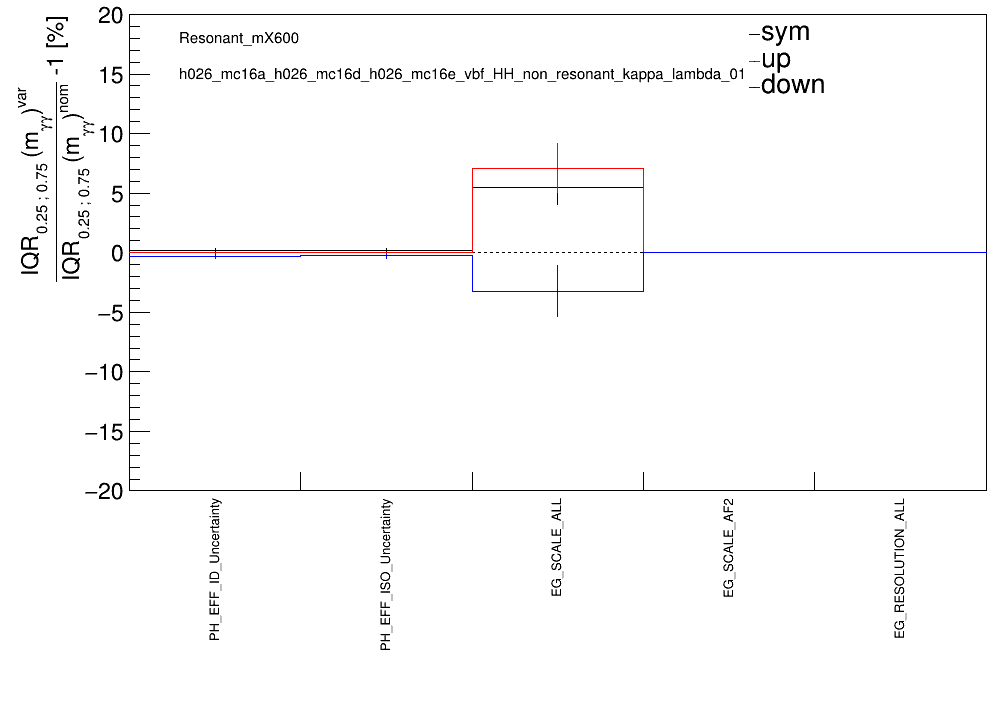 IQR0.25 ; 0.75 (mγγ)var
IQR0.25 ; 0.75 (mγγ)nom -1 [%]
20
15
10
5
0
−5
−10
−15
−20
Resonant_mX600
h026_mc16a_h026_mc16d_h026_mc16e_vbf_HH_non_resonant_kappa_lambda_01
sym
up
down
PH_EFF_ID_Uncertainty
PH_EFF_ISO_Uncertainty
EG_SCALE_ALL
EG_SCALE_AF2
EG_RESOLUTION_ALL